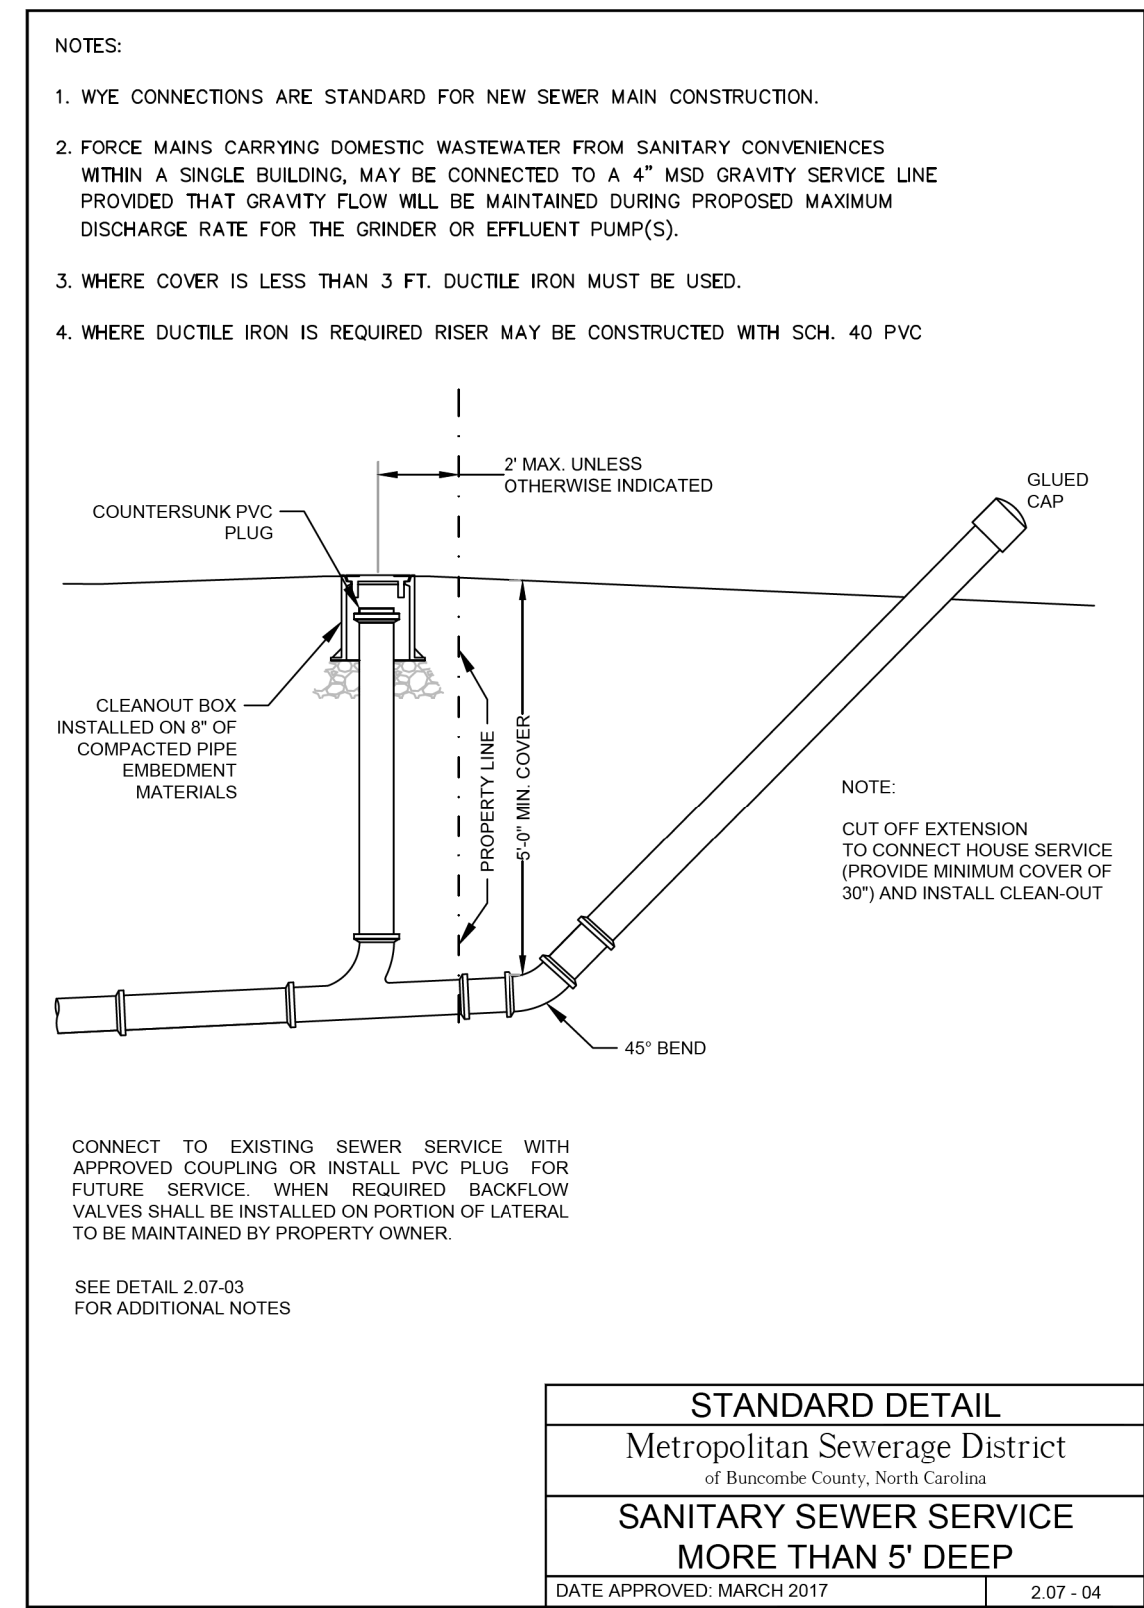 NOTES:
1. WYE CONNECTIONS ARE STANDARD FOR NEW SEWER MAIN CONSTRUCTION.
2. FORCE MAINS CARRYING DOMESTIC WASTEWATER FROM SANITARY CONVENIENCES
WITHIN A SINGLE BUILDING, MAY BE CONNECTED TO A 4" MSD GRAVITY SERVICE LINE
PROVIDED THAT GRAVITY FLOW WILL BE MAINTAINED DURING PROPOSED MAXIMUM
DISCHARGE RATE FOR THE GRINDER OR EFFLUENT PUMP(S).
3. WHERE COVER IS LESS THAN 3 FT. DUCTILE IRON MUST BE USED.
4. WHERE DUCTILE IRON IS REQUIRED RISER MAY BE CONSTRUCTED WITH SCH. 40 PVC
2' MAX. UNLESS
OTHERWISE INDICATED
GLUED
CAP
COUNTERSUNK PVC
PLUG
CLEANOUT BOX
INSTALLED ON 8" OF
COMPACTED PIPE
EMBEDMENT
MATERIALS
PROPERTY LINE
5'-0" MIN. COVER
NOTE:
CUT OFF EXTENSION
TO CONNECT HOUSE SERVICE
(PROVIDE MINIMUM COVER OF
30") AND INSTALL CLEAN-OUT
45° BEND
CONNECT TO EXISTING SEWER SERVICE WITH
APPROVED COUPLING OR INSTALL PVC PLUG FOR
FUTURE SERVICE. WHEN REQUIRED BACKFLOW
VALVES SHALL BE INSTALLED ON PORTION OF LATERAL
TO BE MAINTAINED BY PROPERTY OWNER.
SEE DETAIL 2.07-03
FOR ADDITIONAL NOTES
STANDARD DETAIL
Metropolitan Sewerage District
of Buncombe County, North Carolina
SANITARY SEWER SERVICE
MORE THAN 5' DEEP
DATE APPROVED: MARCH 2017
2.07 - 04